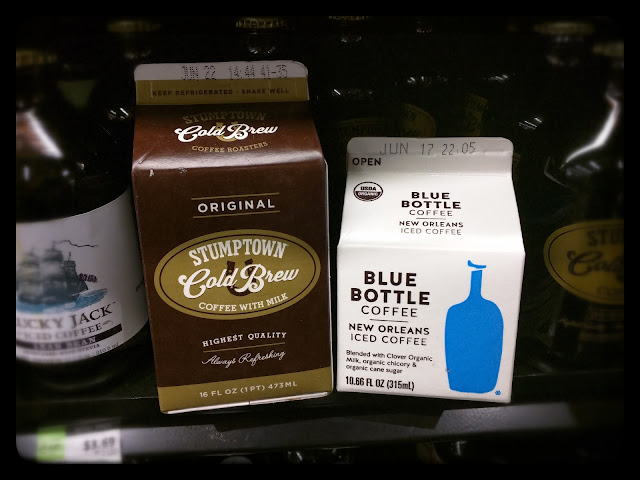 JUN 22 14:44 41-35
KEEP REFRIGERATED · SHAKE WELL
STUMPTOWN
Cold Brew
COFFEE ROASTERS
ORIGINAL
STUMPTOWN
Cold Brew
COFFEE WITH MILK
HIGHEST QUALITY
Always Refreshing
16 FL OZ (1 PT) 473ML
JUN 17 22:05
OPEN
USDA
ORGANIC
BLUE
BOTTLE
COFFEE
NEW ORLEANS
ICED COFFEE
BLUE
BOTTLE
COFFEE
NEW ORLEANS
ICED COFFEE
Blended with Clover Organic
Milk, organic chicory &
organic cane sugar
10.66 FL OZ (315ml)
®
UCKY JACK
ICED COFFEE
$3.69
STU
Col